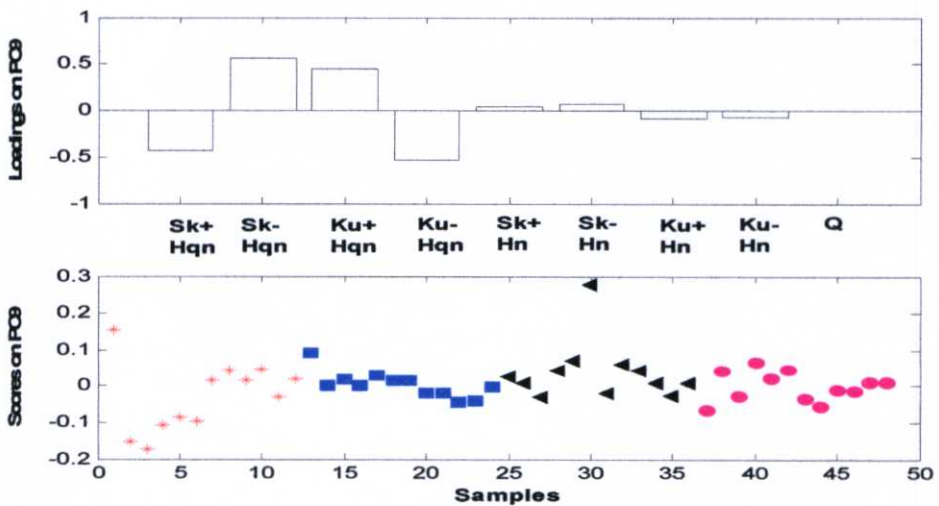 Loadings on PC9
1
0.5
0
-0.5
-1
Sk+ Sk- Ku+ Ku- Sk+ Sk- Ku+ Ku- Q
Hqn Hqn Hqn Hqn Hn Hn Hn Hn
Scores on PC9
0.3
0.2
0.1
0
-0.1
-0.2
0 5 10 15 20 25 30 35 40 45 50
Samples